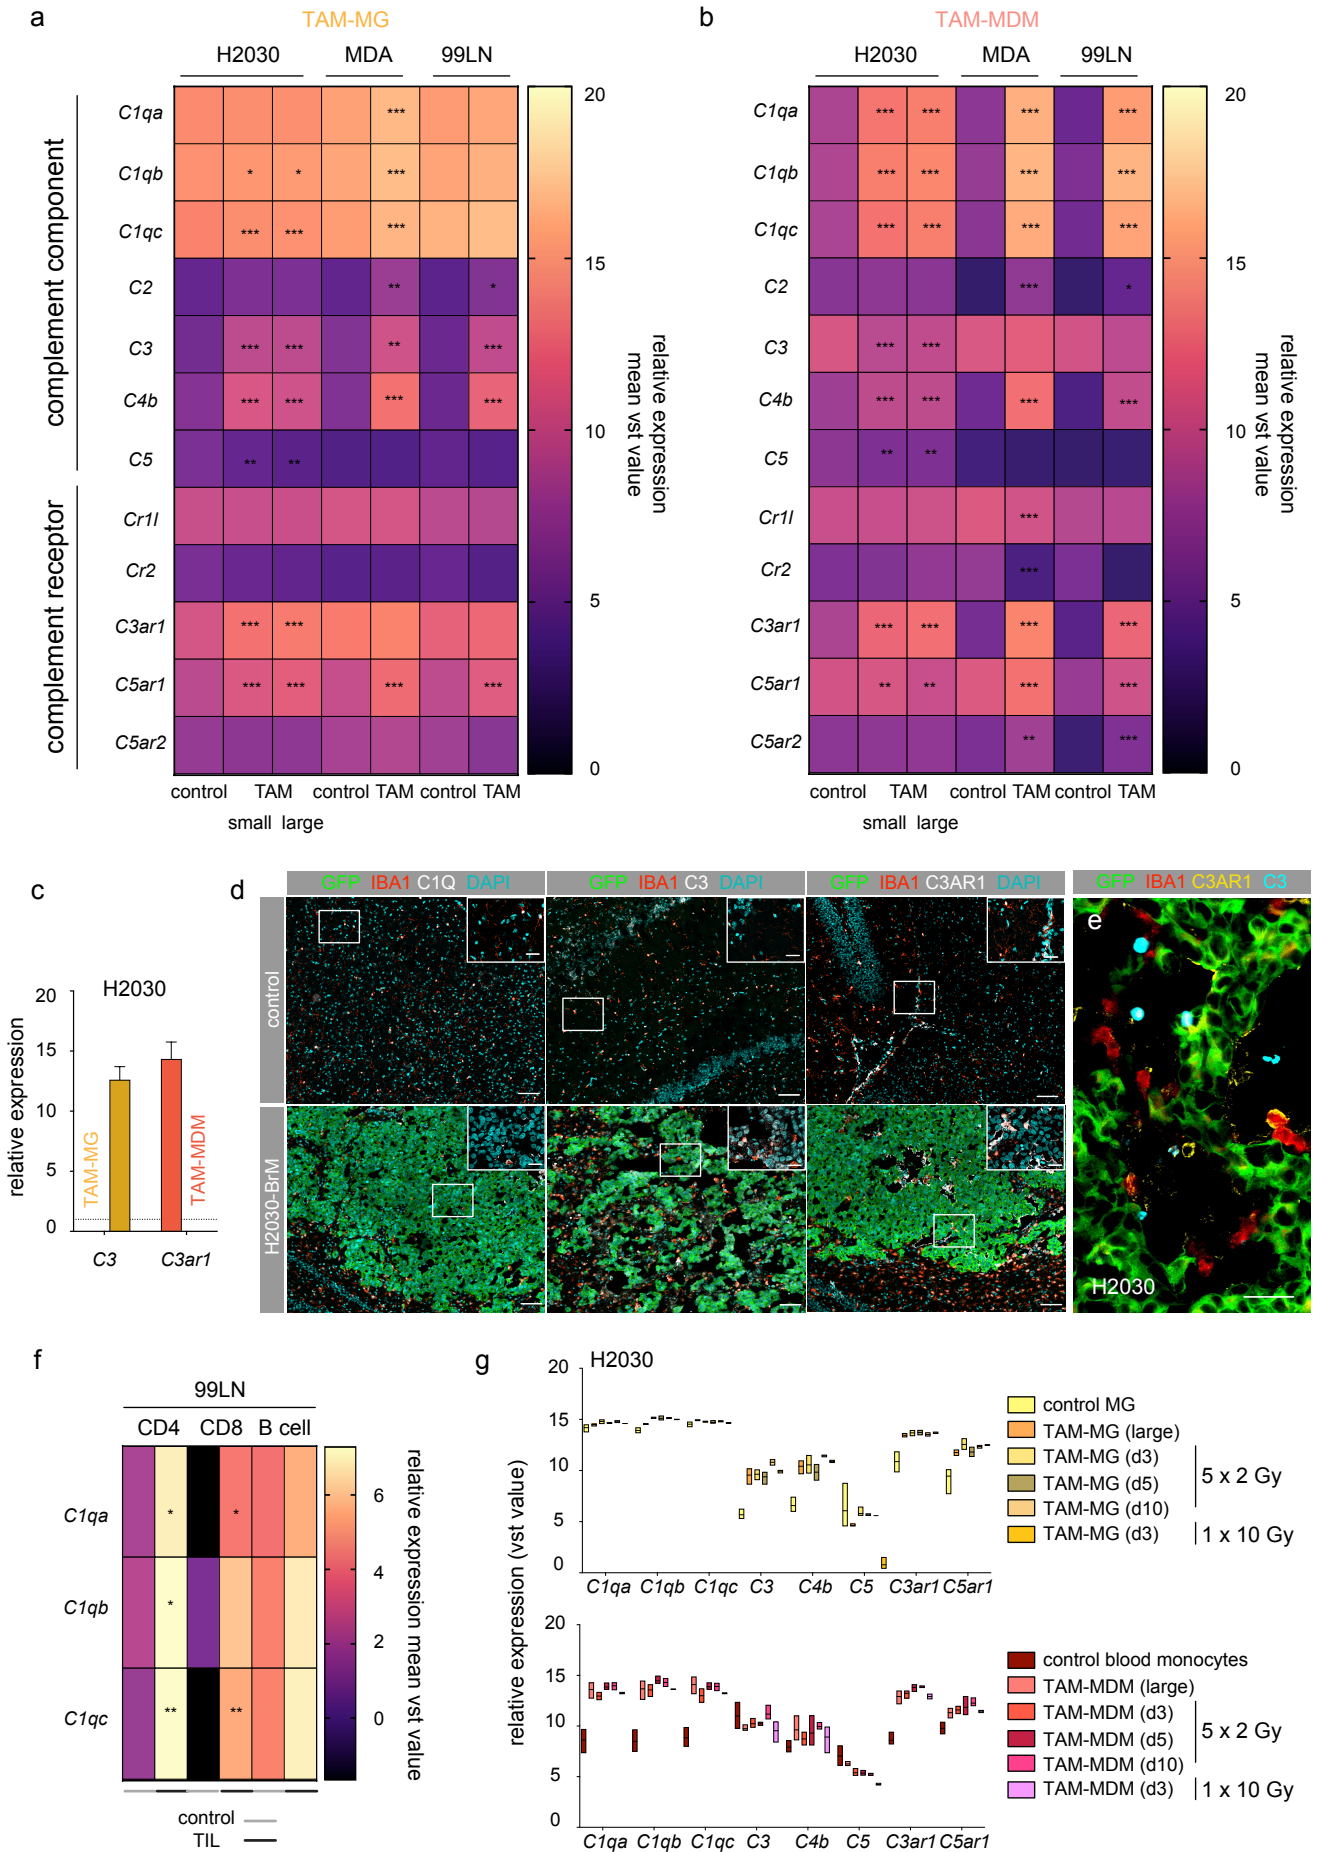 a
TAM-MG
H2030 MDA 99LN
complement component
complement receptor
C1qa *** 
C1qb * * ***
C1qc *** *** ***
C2 ** *
C3 *** *** ** ***
C4b *** *** *** ***
C5 ** **
Cr1l
Cr2
C3ar1 *** ***
C5ar1 *** *** *** ***
C5ar2
20
15
10
5
0
relative expression
mean vst value
control TAM control TAM control TAM
small large
b
TAM-MDM
H2030 MDA 99LN
C1qa *** *** *** ***
C1qb *** *** *** ***
C1qc *** *** *** ***
C2 *** *
C3 *** ***
C4b *** *** *** ***
C5 ** **
Cr1l ***
Cr2 ***
C3ar1 *** *** *** ***
C5ar1 ** ** *** ***
C5ar2 ** ***
20
15
10
5
0
relative expression
mean vst value
control TAM control TAM control TAM
small large
c
H2030
relative expression
20
15
10
5
0
TAM-MG
TAM-MDM
C3 C3ar1
d
GFP IBA1 C1Q DAPI
GFP IBA1 C3 DAPI
GFP IBA1 C3AR1 DAPI
control
H2030-BrM
GFP IBA1 C3AR1 C3
e
H2030
f
99LN
CD4 CD8 B cell
C1qa * *
C1qb *
C1qc ** **
6
4
2
0
relative expression mean vst value
control
TIL
g
H2030
relative expression (vst value)
20
15
10
5
0
C1qa C1qb C1qc C3 C4b C5 C3ar1 C5ar1
control MG
TAM-MG (large)
TAM-MG (d3)
TAM-MG (d5)
TAM-MG (d10)
TAM-MG (d3)
5 x 2 Gy
1 x 10 Gy
20
15
10
5
0
C1qa C1qb C1qc C3 C4b C5 C3ar1 C5ar1
control blood monocytes
TAM-MDM (large)
TAM-MDM (d3)
TAM-MDM (d5)
TAM-MDM (d10)
TAM-MDM (d3)
5 x 2 Gy
1 x 10 Gy